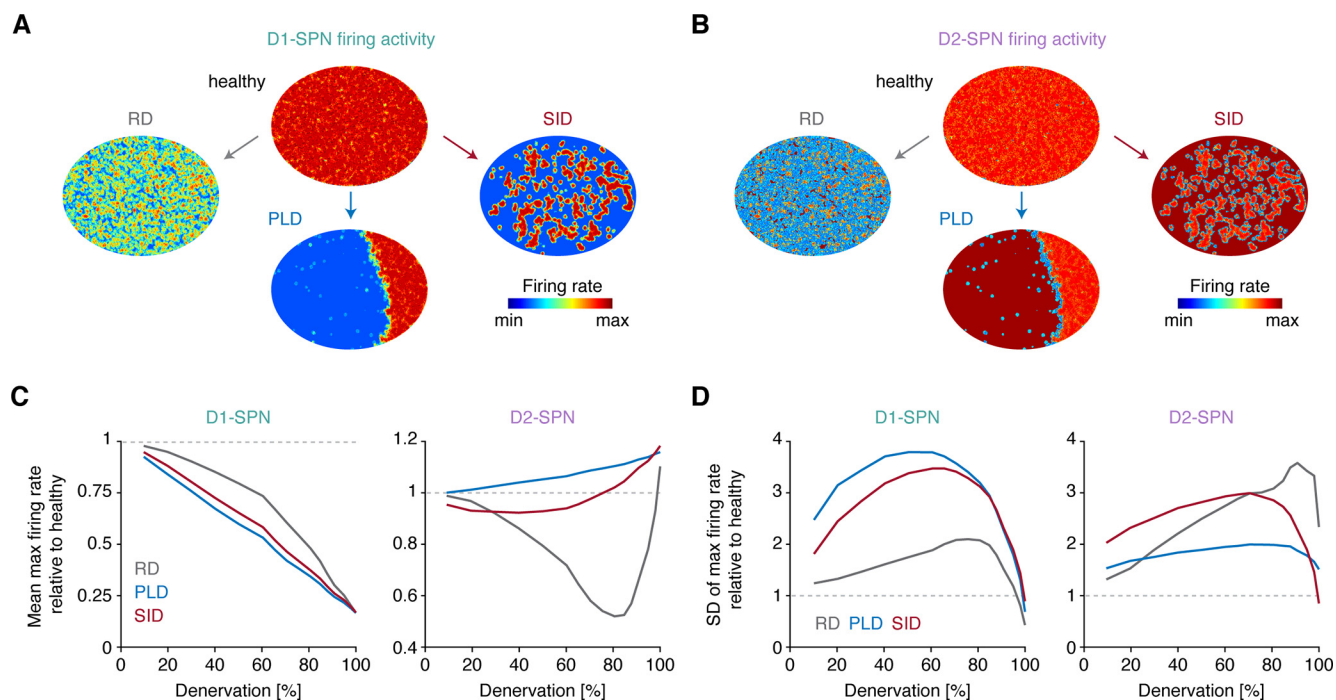 A
D1-SPN firing activity
healthy
RD
SID
PLD
Firing rate
min max
B
D2-SPN firing activity
healthy
RD
SID
PLD
Firing rate
min max
C
D1-SPN
Mean max firing rate
relative to healthy
1
0.75
0.5
0.25
0
RD
PLD
SID
0 20 40 60 80 100
Denervation [%]
D2-SPN
1.2
1
0.8
0.6
0.4
0 20 40 60 80 100
Denervation [%]
D
D1-SPN
SD of max firing rate
relative to healthy
4
3
2
1
0
RD PLD SID
0 20 40 60 80 100
Denervation [%]
D2-SPN
4
3
2
1
0
0 20 40 60 80 100
Denervation [%]